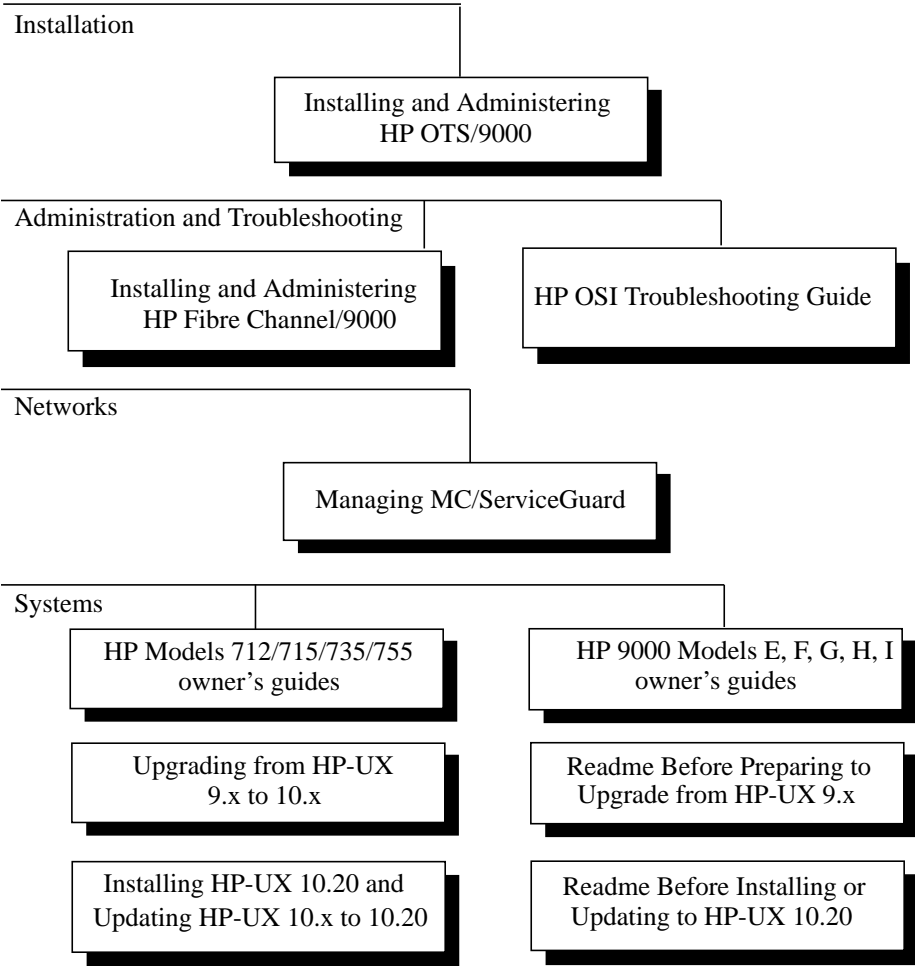 Installation
Installing and Administering
HP OTS/9000
Administration and Troubleshooting
Installing and Administering
HP Fibre Channel/9000
HP OSI Troubleshooting Guide
Networks
Managing MC/ServiceGuard
Systems
HP Models 712/715/735/755
owner's guides
HP 9000 Models E, F, G, H, I
owner's guides
Upgrading from HP-UX
9.x to 10.x
Readme Before Preparing to
Upgrade from HP-UX 9.x
Installing HP-UX 10.20 and
Updating HP-UX 10.x to 10.20
Readme Before Installing or
Updating to HP-UX 10.20